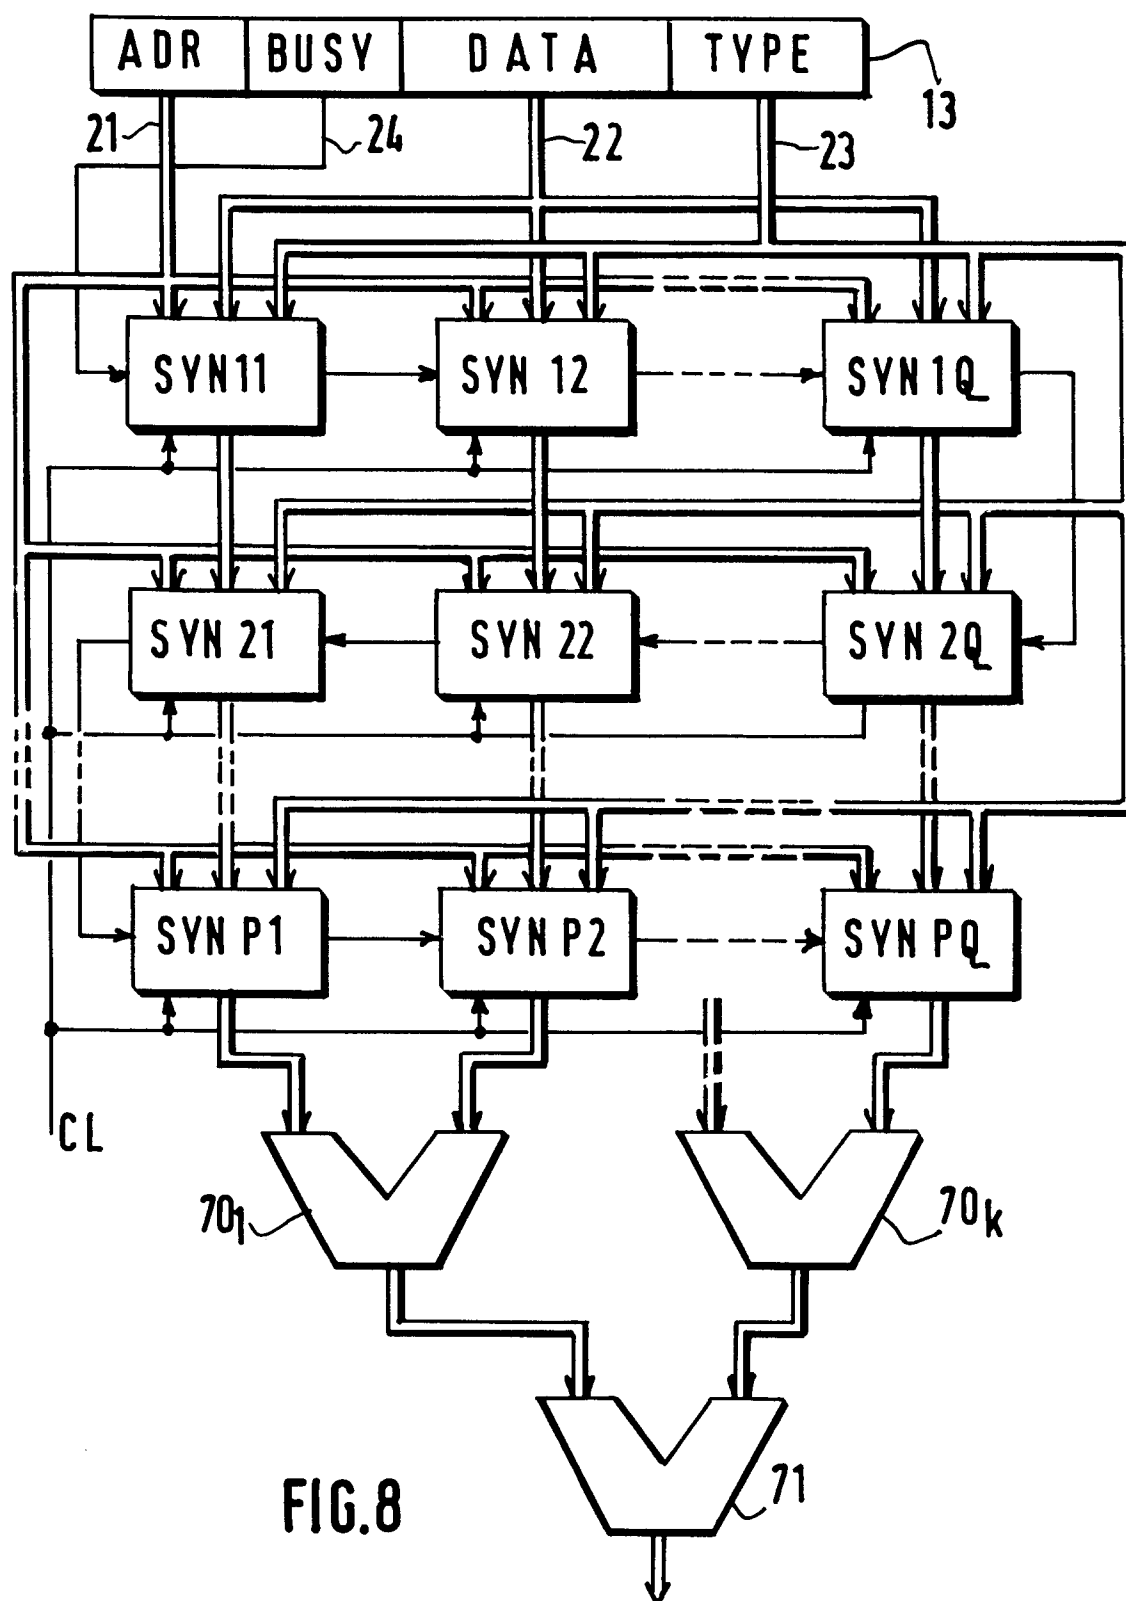 ADR BUSY DATA TYPE
13
21 24 22 23
SYN11 SYN 12 SYN 1Q
SYN 21 SYN 22 SYN 2Q
SYN P1 SYN P2 SYN PQ
CL
70₁ 70k
71
FIG.8